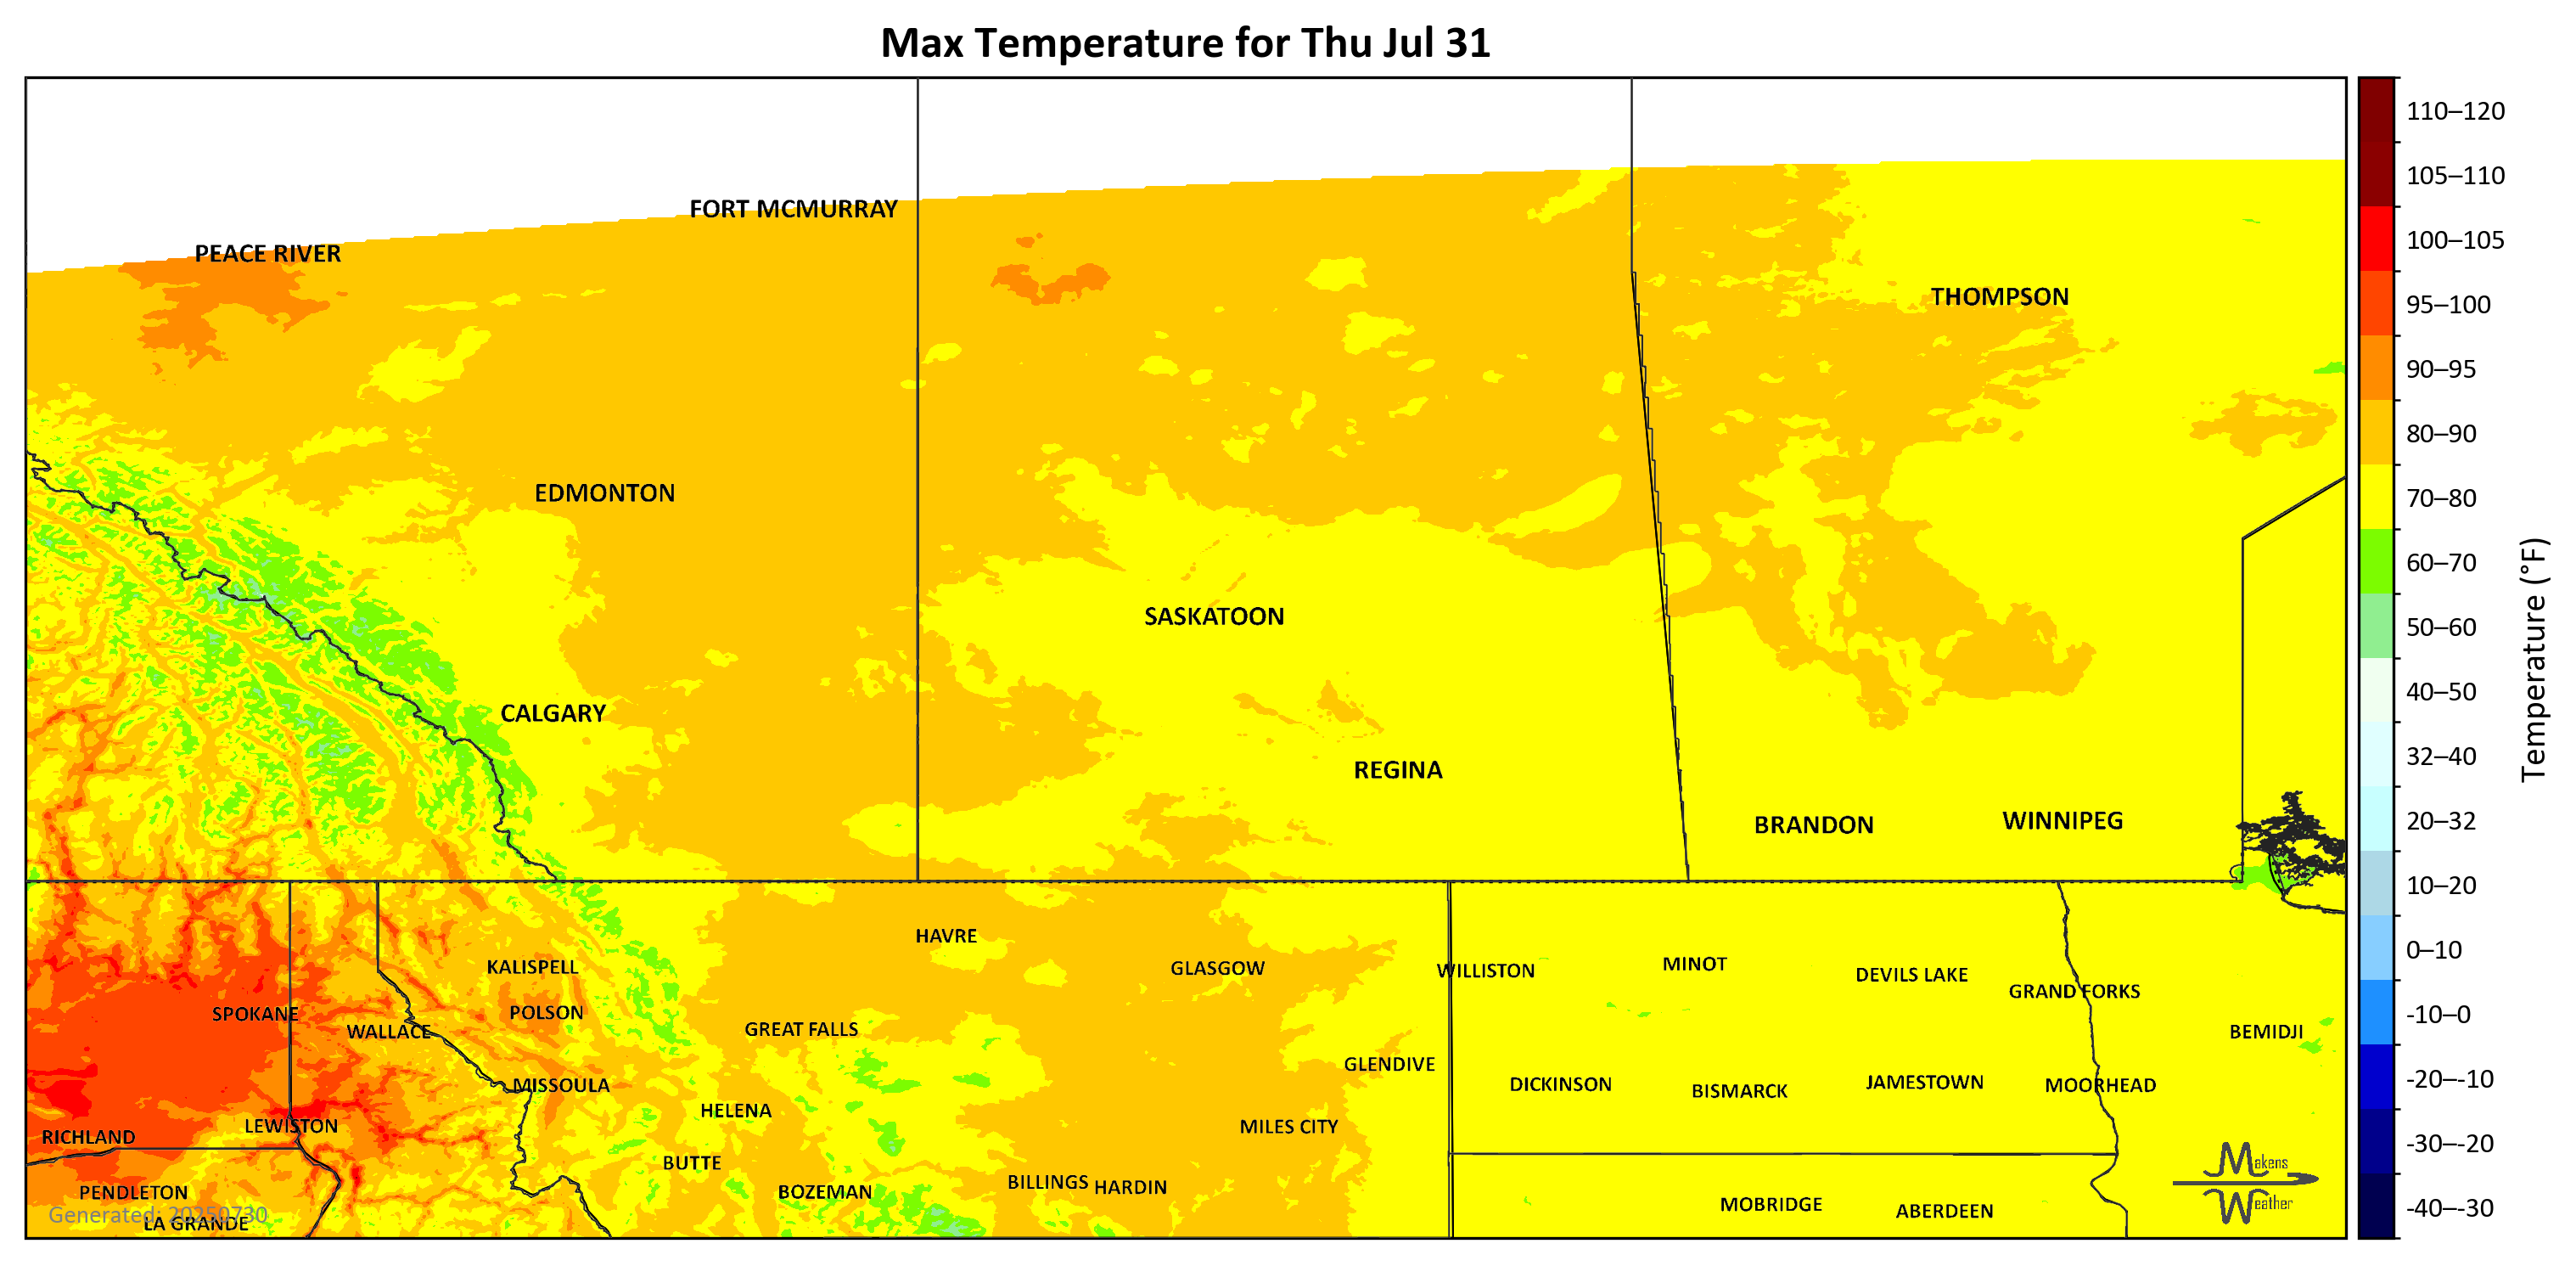 Max Temperature for Thu Jul 31
FORT MCMURRAY
PEACE RIVER
THOMPSON
EDMONTON
SASKATOON
CALGARY
REGINA
BRANDON
WINNIPEG
HAVRE
KALISPELL
GLASGOW
WILLISTON
MINOT
DEVILS LAKE
GRAND FORKS
SPOKANE
POLSON
WALLACE
GREAT FALLS
BEMIDJI
GLENDIVE
MISSOULA
DICKINSON
BISMARCK
JAMESTOWN
MOORHEAD
HELENA
LEWISTON
MILES CITY
RICHLAND
BUTTE
BILLINGS
HARDIN
PENDLETON
BOZEMAN
MOBRIDGE
ABERDEEN
Generated: 20250730
LA GRANDE
Makens
Weather
110–120
105–110
100–105
95–100
90–95
80–90
70–80
60–70
50–60
40–50
32–40
20–32
10–20
0–10
-10–0
-20–-10
-30–-20
-40–-30
Temperature (°F)